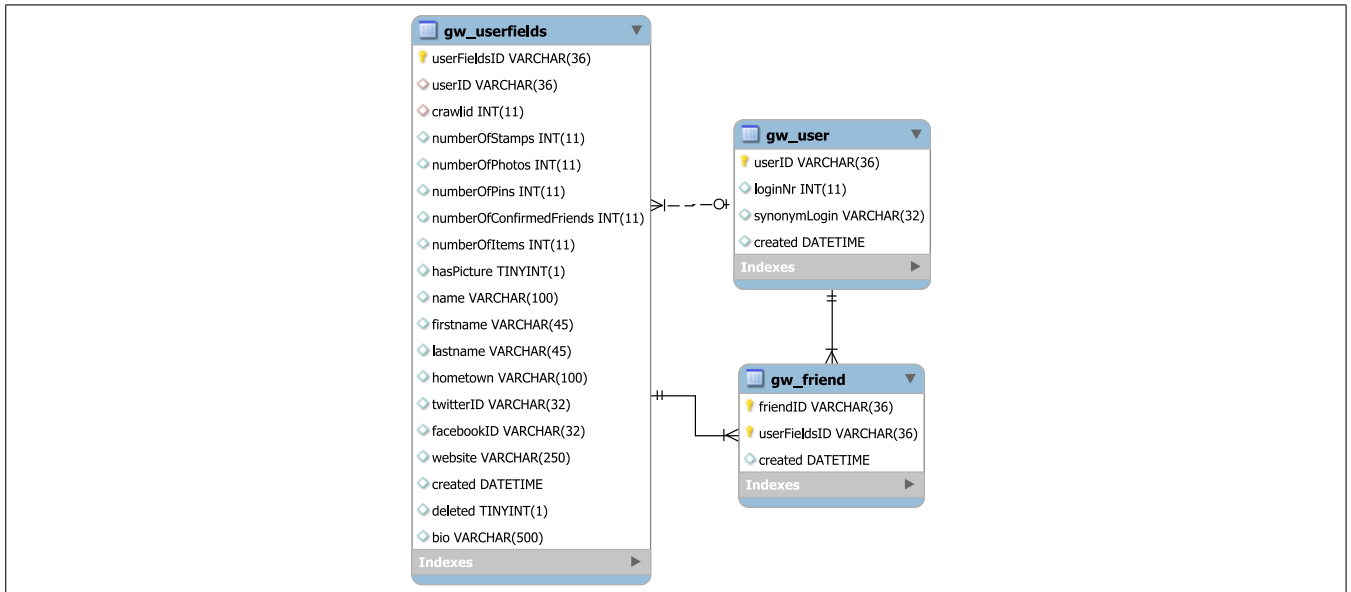 gw_userfields
userFieldsID VARCHAR(36)
userID VARCHAR(36)
crawlid INT(11)
numberOfStamps INT(11)
numberOfPhotos INT(11)
numberOfPins INT(11)
numberOfConfirmedFriends INT(11)
numberOfItems INT(11)
hasPicture TINYINT(1)
name VARCHAR(100)
firstname VARCHAR(45)
lastname VARCHAR(45)
hometown VARCHAR(100)
twitterID VARCHAR(32)
facebookID VARCHAR(32)
website VARCHAR(250)
created DATETIME
deleted TINYINT(1)
bio VARCHAR(500)
Indexes
gw_user
userID VARCHAR(36)
loginNr INT(11)
synonymLogin VARCHAR(32)
created DATETIME
Indexes
gw_friend
friendID VARCHAR(36)
userFieldsID VARCHAR(36)
created DATETIME
Indexes